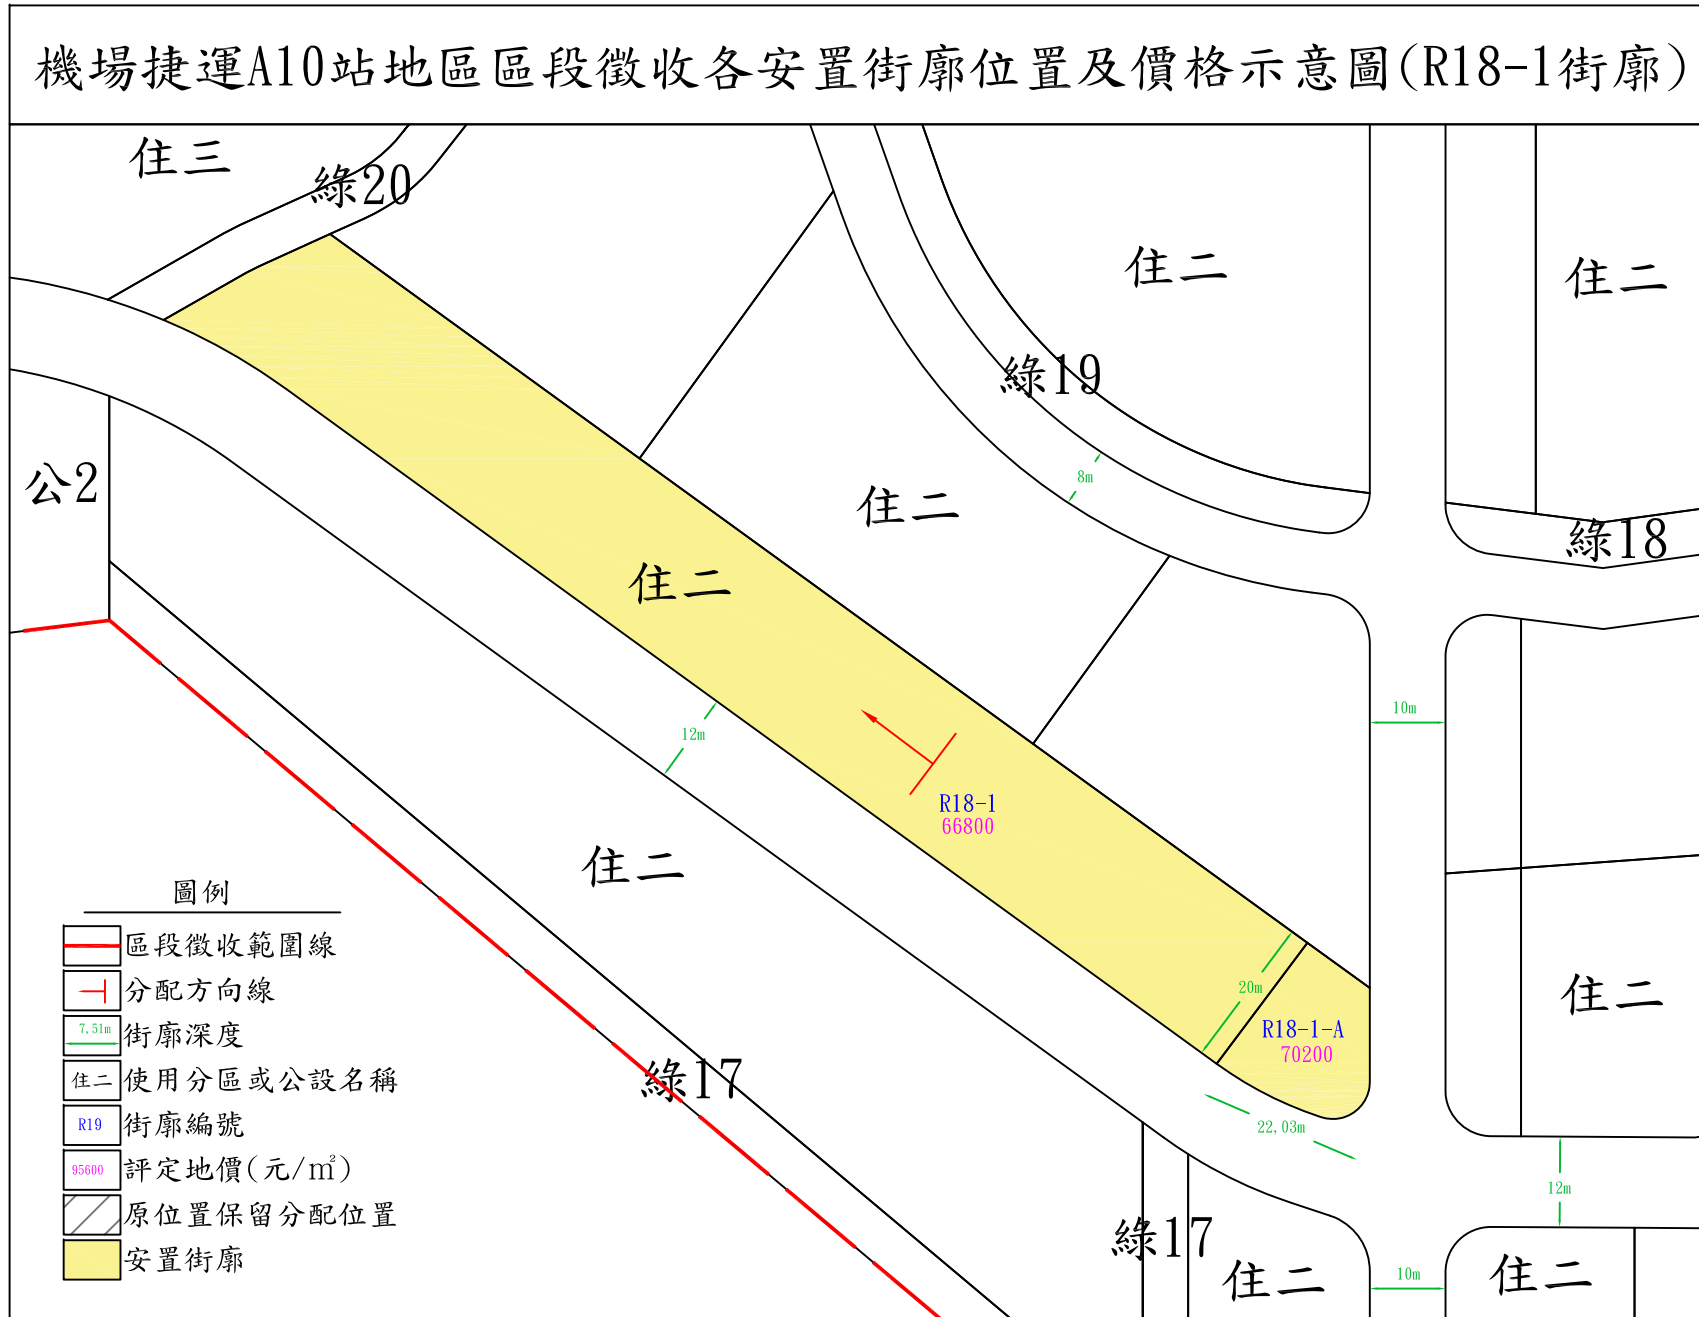 機場捷運A10站地區區段徵收各安置街廓位置及價格示意圖(R18-1街廓)
住三
綠20
住二
住二
綠19
公2
8m
住二
綠18
住二
10m
12m
R18-1
66800
住二
20m
住二
R18-1-A
70200
綠17
22,03m
12m
綠17
住二
10m
住二
圖例
區段徵收範圍線
分配方向線
7,51m 街廓深度
住二 使用分區或公設名稱
R19 街廓編號
95600 評定地價(元/㎡)
原位置保留分配位置
安置街廓